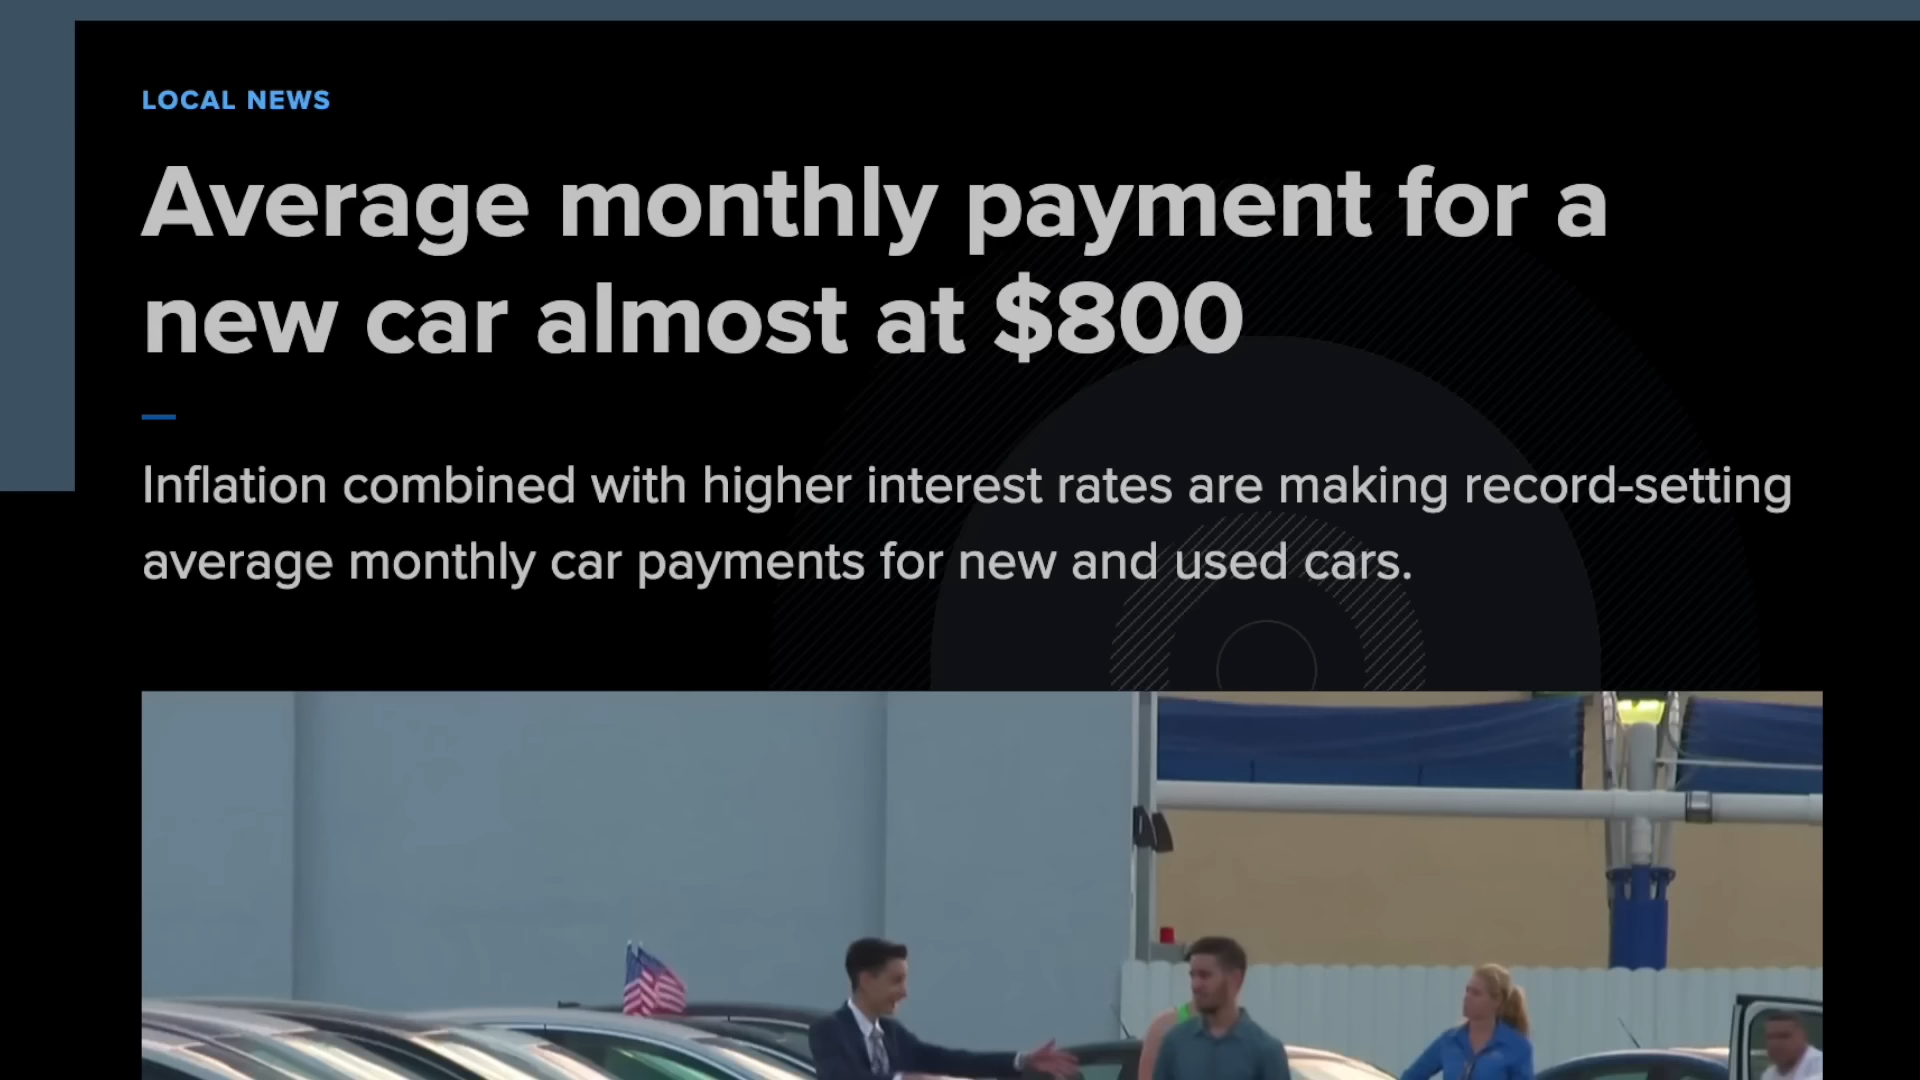 LOCAL NEWS
Average monthly payment for a
new car almost at $800
Inflation combined with higher interest rates are making record-setting
average monthly car payments for new and used cars.